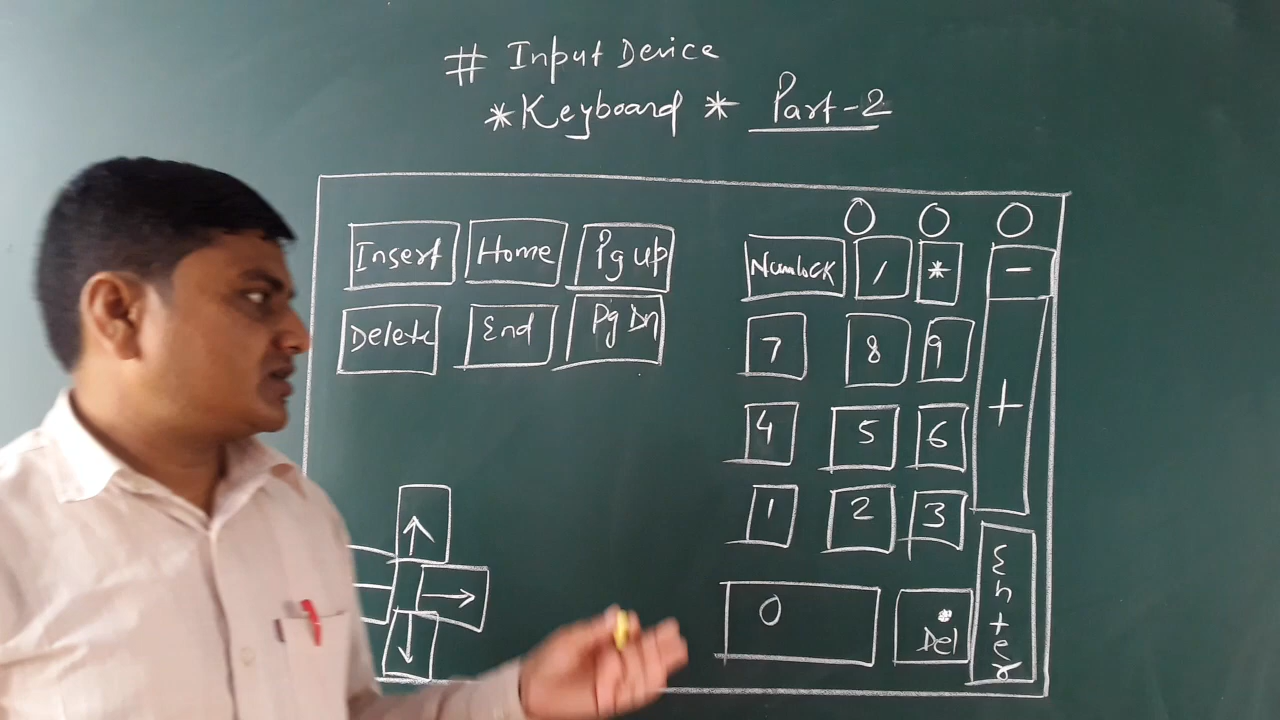 # Input Device
*Keyboard * Part-2
Insert Home Pg Up
Delete End Pg Dn
↑
→
↓
Numlock / * -
7 8 9 +
4 5 6
1 2 3
0 . Del Enter